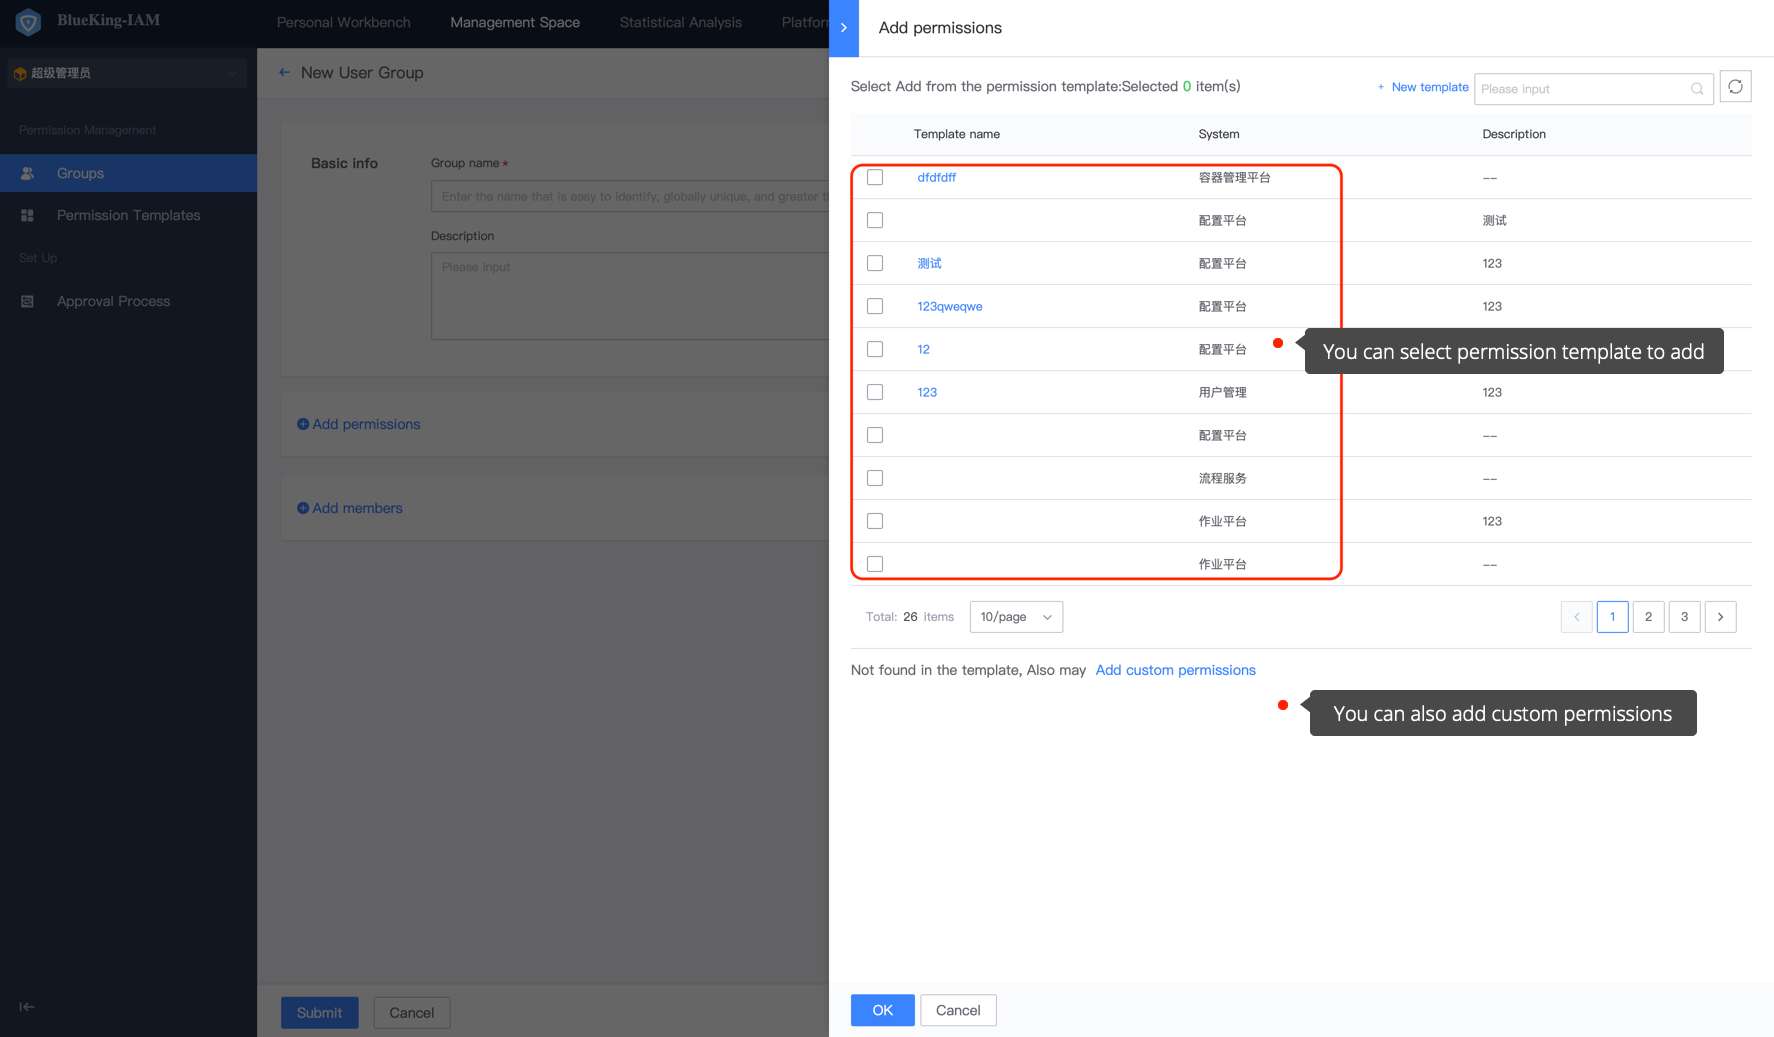 BlueKing-IAM
Personal Workbench
Management Space
Statistical Analysis
Platfor
超级管理员
Permission Management
Groups
Permission Templates
Set Up
Approval Process
New User Group
Basic info
Group name *
Enter the name that is easy to identify, globally unique, and greater
Description
Please input
Add permissions
Add members
Submit
Cancel
Add permissions
Select Add from the permission template:Selected 0 item(s)
+ New template
Please input
Template name System Description
dfdfdff 容器管理平台 --
配置平台 测试
测试 配置平台 123
123qweqwe 配置平台 123
12 配置平台
You can select permission template to add
123 用户管理 123
配置平台 --
流程服务 --
作业平台 123
作业平台 --
Total: 26 items 10/page
1 2 3
Not found in the template, Also may Add custom permissions
You can also add custom permissions
OK
Cancel